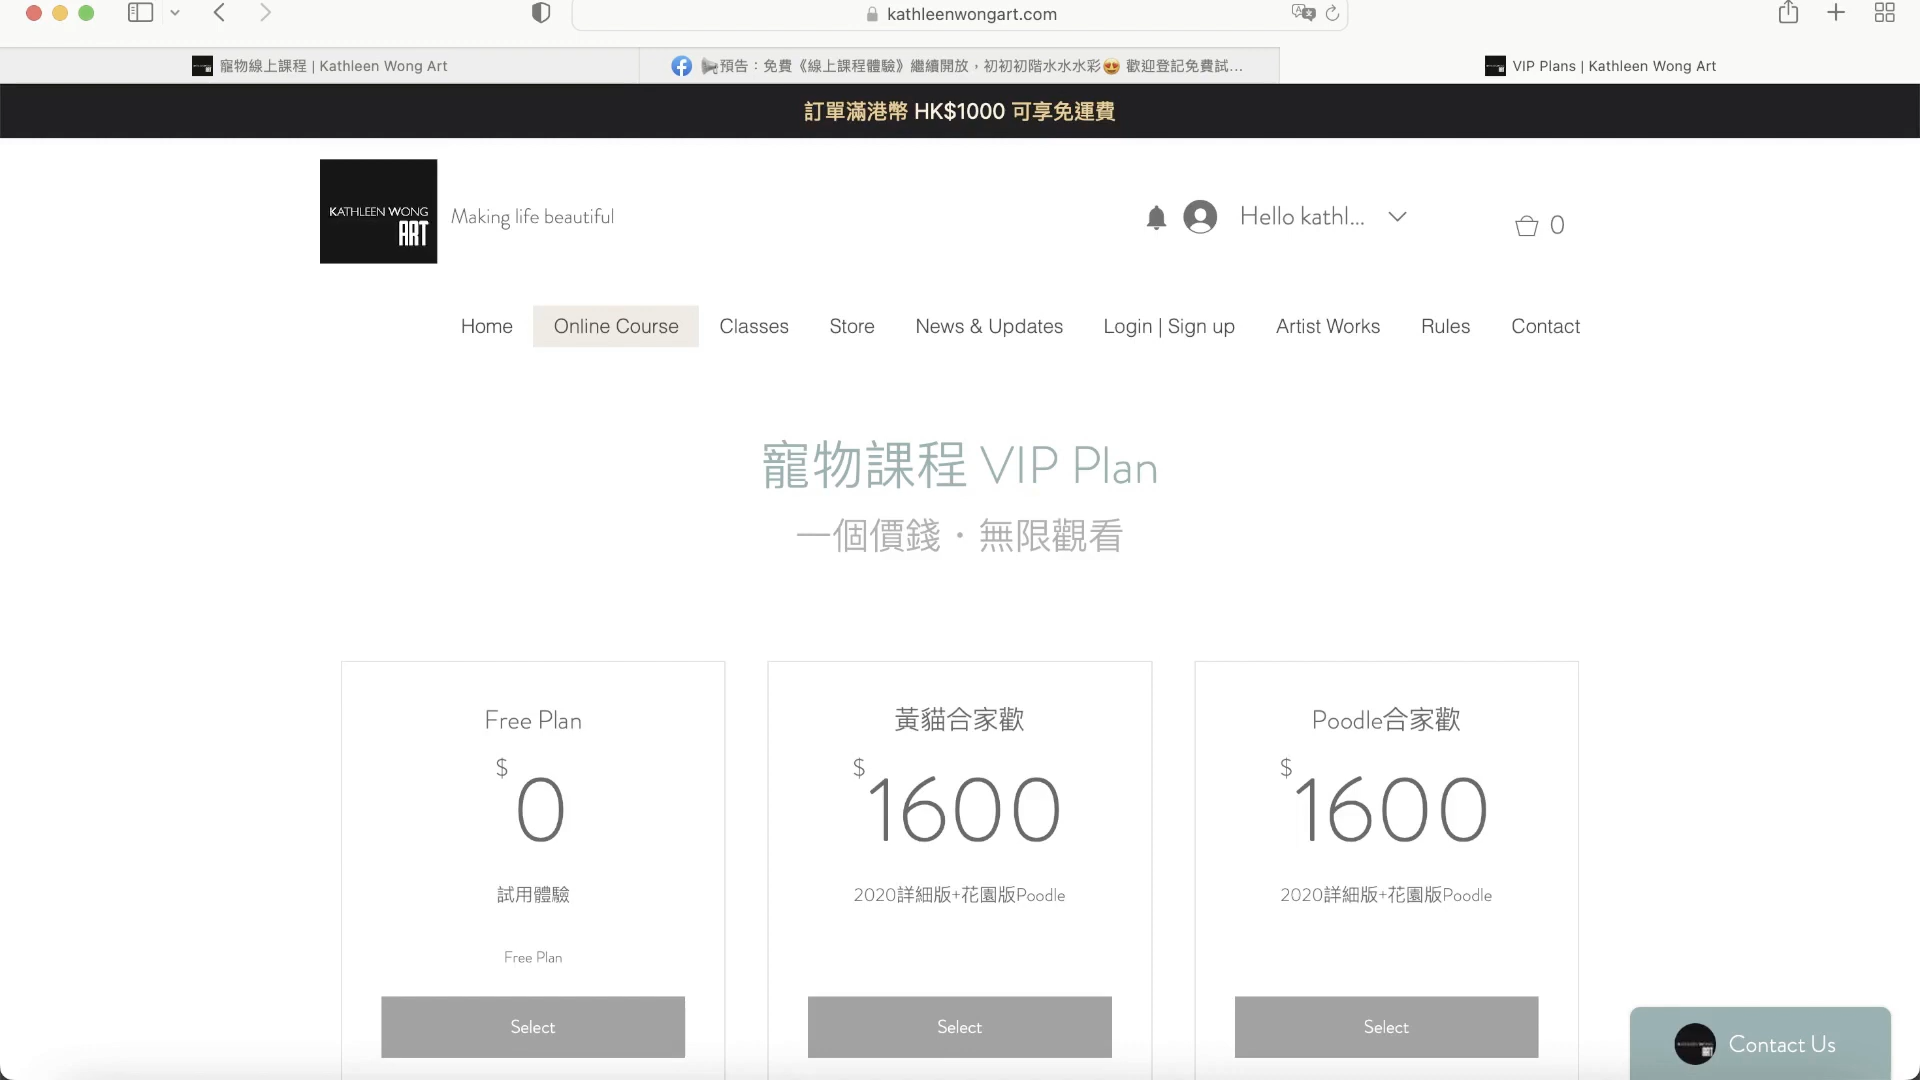 kathleenwongart.com
寵物線上課程 | Kathleen Wong Art
預告:免費《線上課程體驗》繼續開放,初初初階水水水彩😍 歡迎登記免費試...
VIP Plans | Kathleen Wong Art
訂單滿港幣 HK$1000 可享免運費
KATHLEEN WONG
ART
Making life beautiful
Hello kathl...
0
Home
Online Course
Classes
Store
News & Updates
Login | Sign up
Artist Works
Rules
Contact
寵物課程 VIP Plan
一個價錢・無限觀看
Free Plan
$0
試用體驗
Free Plan
Select
黃貓合家歡
$1600
2020詳細版+花園版Poodle
Select
Poodle合家歡
$1600
2020詳細版+花園版Poodle
Select
Contact Us